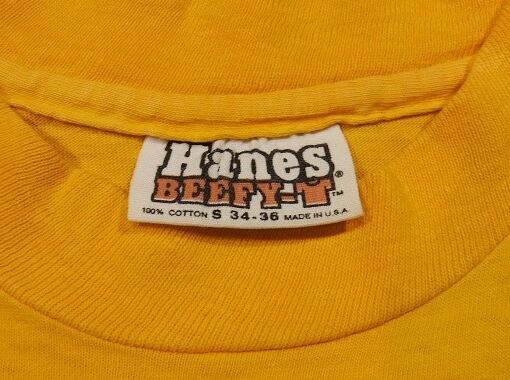 Hanes®
BEEFY-T™
100% COTTON S 34-36 MADE IN U.S.A.